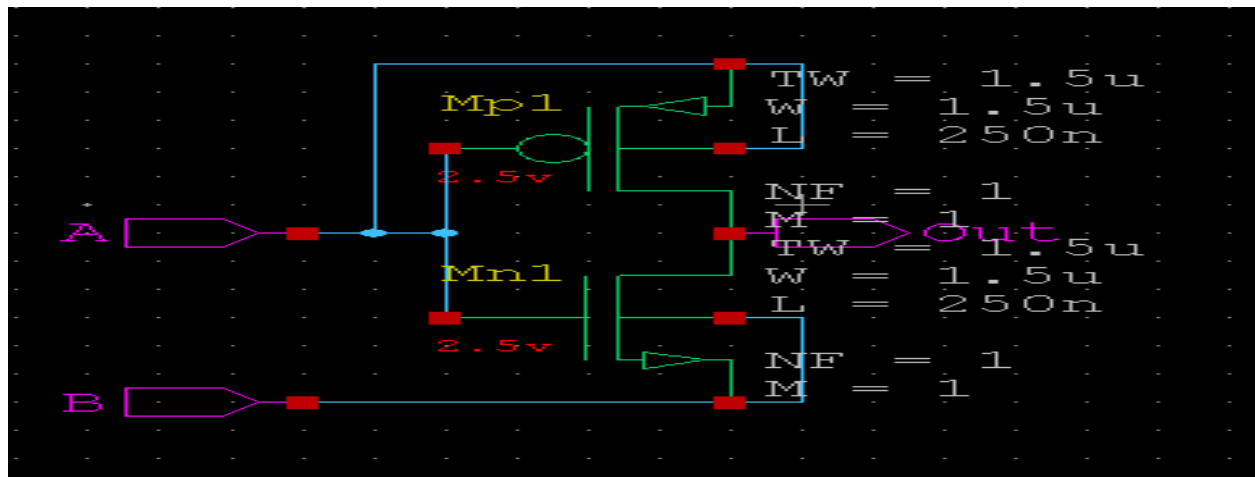 TW = 1.5u
Mp1
W = 1.5u
L = 250n
2.5v
NF = 1
M = 1
A
Out
TW = 1.5u
Mn1
W = 1.5u
L = 250n
2.5v
NF = 1
M = 1
B